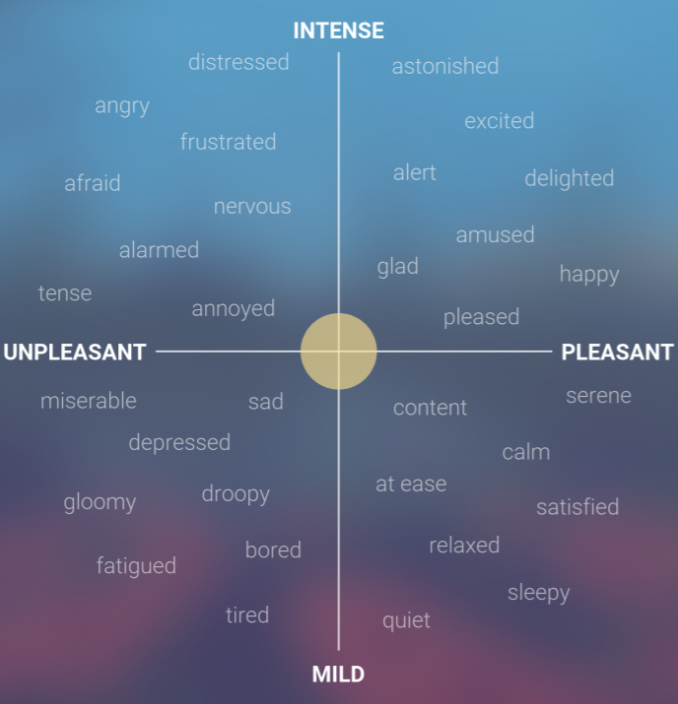 INTENSE
distressed
astonished
angry
excited
frustrated
alert
afraid
delighted
nervous
amused
alarmed
glad
happy
tense
annoyed
pleased
UNPLEASANT
PLEASANT
miserable
sad
content
serene
depressed
calm
at ease
gloomy
droopy
satisfied
bored
relaxed
fatigued
sleepy
tired
quiet
MILD